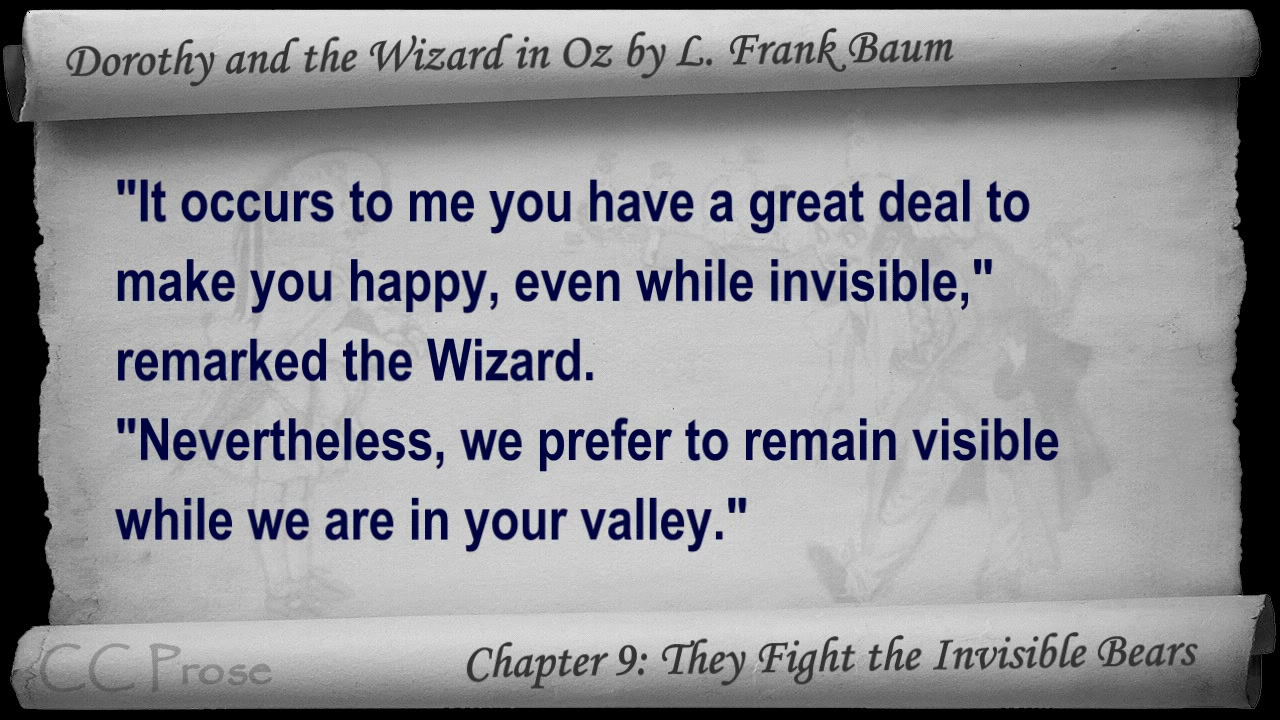 Dorothy and the Wizard in Oz by L. Frank Baum
"It occurs to me you have a great deal to
make you happy, even while invisible,"
remarked the Wizard.
"Nevertheless, we prefer to remain visible
while we are in your valley."
CC Prose
Chapter 9: They Fight the Invisible Bears